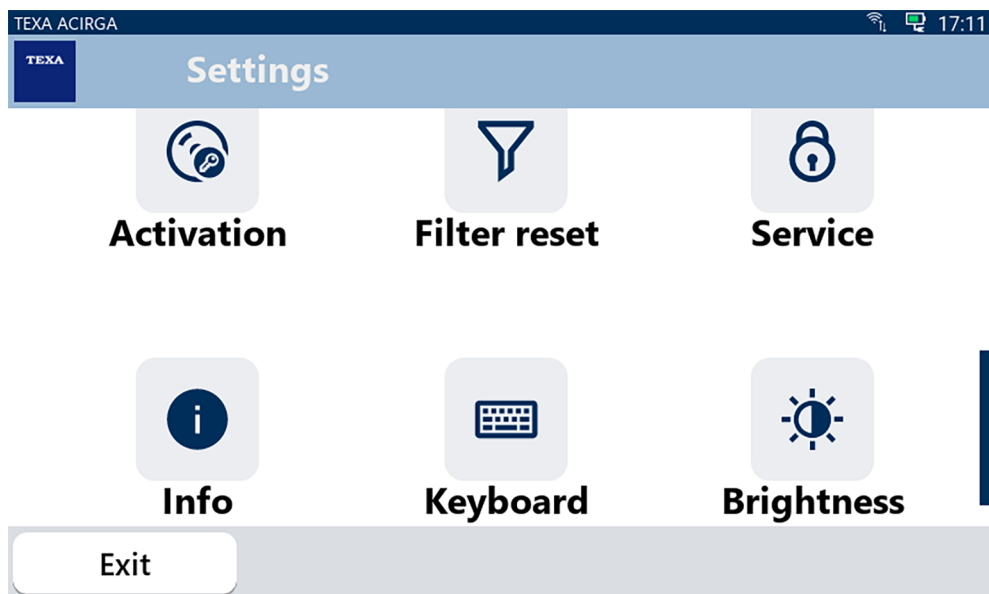 TEXA ACIRGA 17:11
TEXA Settings
Activation Filter reset Service
Info Keyboard Brightness
Exit